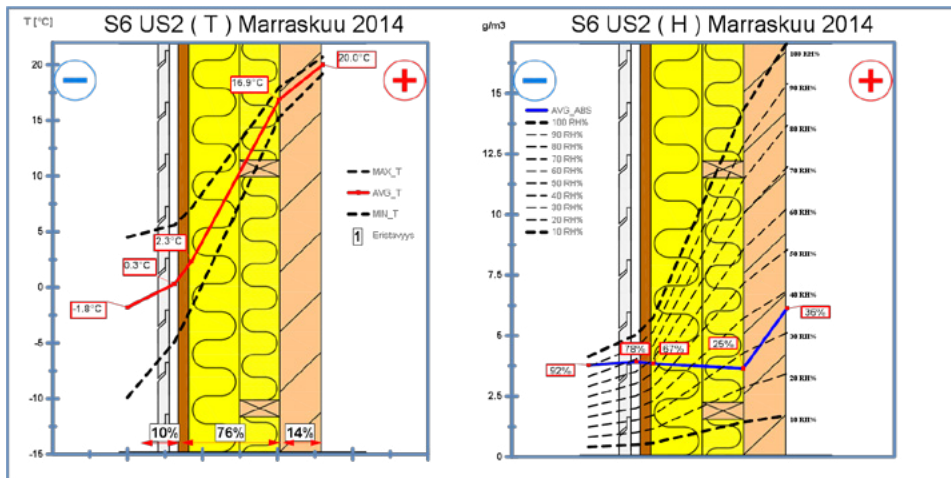 S6 US2 ( T ) Marraskuu 2014
T [°C]
20
15
10
5
0
-5
-10
-15
20.0°C
16.9°C
2.3°C
0.3°C
-1.8°C
MAX_T
AVG_T
MIN_T
1 Eristävyys
10% 76% 14%
S6 US2 ( H ) Marraskuu 2014
g/m3
15
12.5
10
7.5
5
2.5
0
AVG_ABS
100 RH%
90 RH%
80 RH%
70 RH%
60 RH%
50 RH%
40 RH%
30 RH%
20 RH%
10 RH%
100 RH%
90 RH%
80 RH%
70 RH%
60 RH%
50 RH%
40 RH%
30 RH%
20 RH%
10 RH%
92%
78%
67%
25%
36%